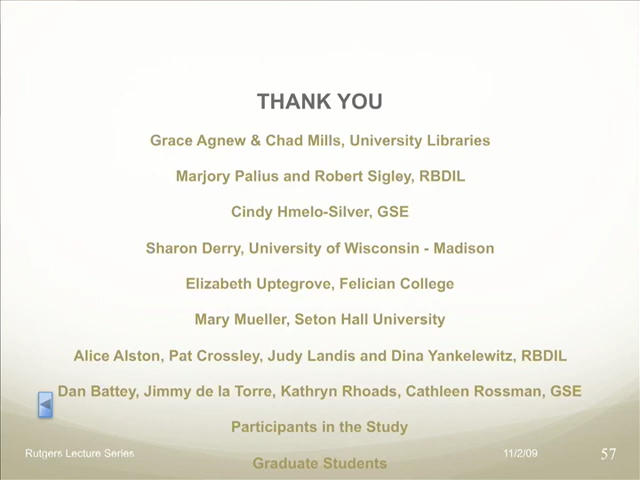 THANK YOU
Grace Agnew & Chad Mills, University Libraries
Marjory Palius and Robert Sigley, RBDIL
Cindy Hmelo-Silver, GSE
Sharon Derry, University of Wisconsin - Madison
Elizabeth Uptegrove, Felician College
Mary Mueller, Seton Hall University
Alice Alston, Pat Crossley, Judy Landis and Dina Yankelewitz, RBDIL
Dan Battey, Jimmy de la Torre, Kathryn Rhoads, Cathleen Rossman, GSE
Participants in the Study
Rutgers Lecture Series 11/2/09 57
Graduate Students